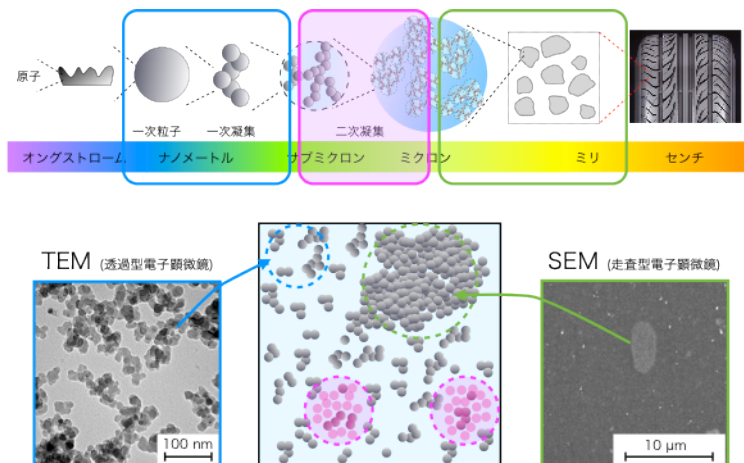 原子
一次粒子
一次凝集
二次凝集
オングストローム
ナノメートル
サブミクロン
ミクロン
ミリ
センチ
TEM (透過型電子顕微鏡)
SEM (走査型電子顕微鏡)
100 nm
10 μm